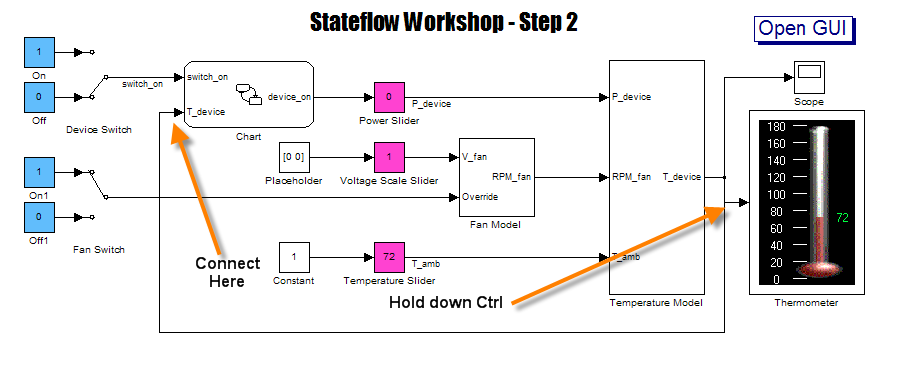 Stateflow Workshop - Step 2
Open GUI
1
On
0
Off
switch_on
Device Switch
switch_on
T_device
device_on
Chart
0
Power Slider
P_device
P_device
RPM_fan
T_amb
T_device
Temperature Model
Scope
180
160
140
120
100
80
60
40
20
0
72
Thermometer
[0 0]
Placeholder
1
Voltage Scale Slider
V_fan
Override
RPM_fan
Fan Model
1
On1
0
Off1
Fan Switch
Connect
Here
1
Constant
72
Temperature Slider
T_amb
Hold down Ctrl